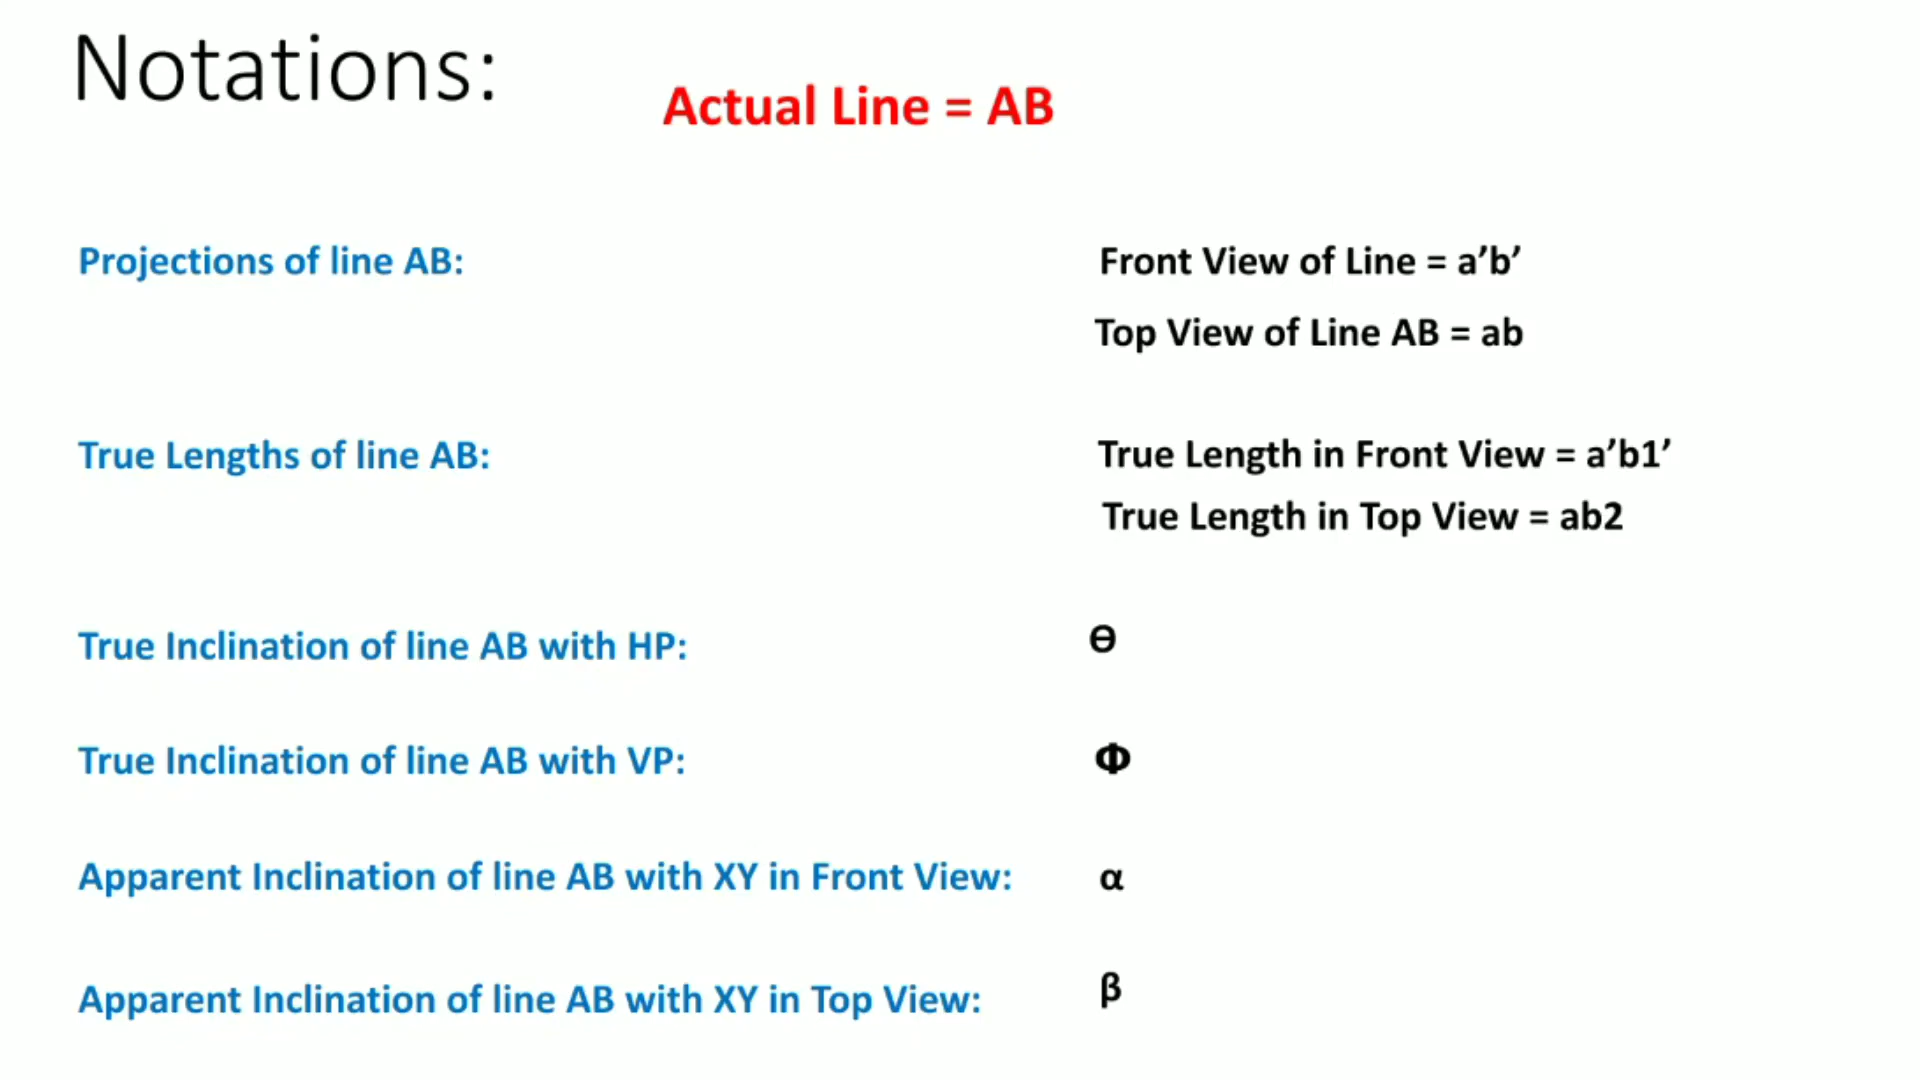 Notations:
Actual Line = AB
Projections of line AB:
Front View of Line = a’b’
Top View of Line AB = ab
True Lengths of line AB:
True Length in Front View = a’b1’
True Length in Top View = ab2
True Inclination of line AB with HP:
ϴ
True Inclination of line AB with VP:
Φ
Apparent Inclination of line AB with XY in Front View:
α
Apparent Inclination of line AB with XY in Top View:
β